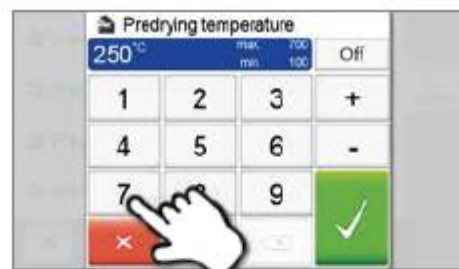 Predrying temperature
250 °C max. 700 Off
min. 100
1 2 3 +
4 5 6 -
7 9